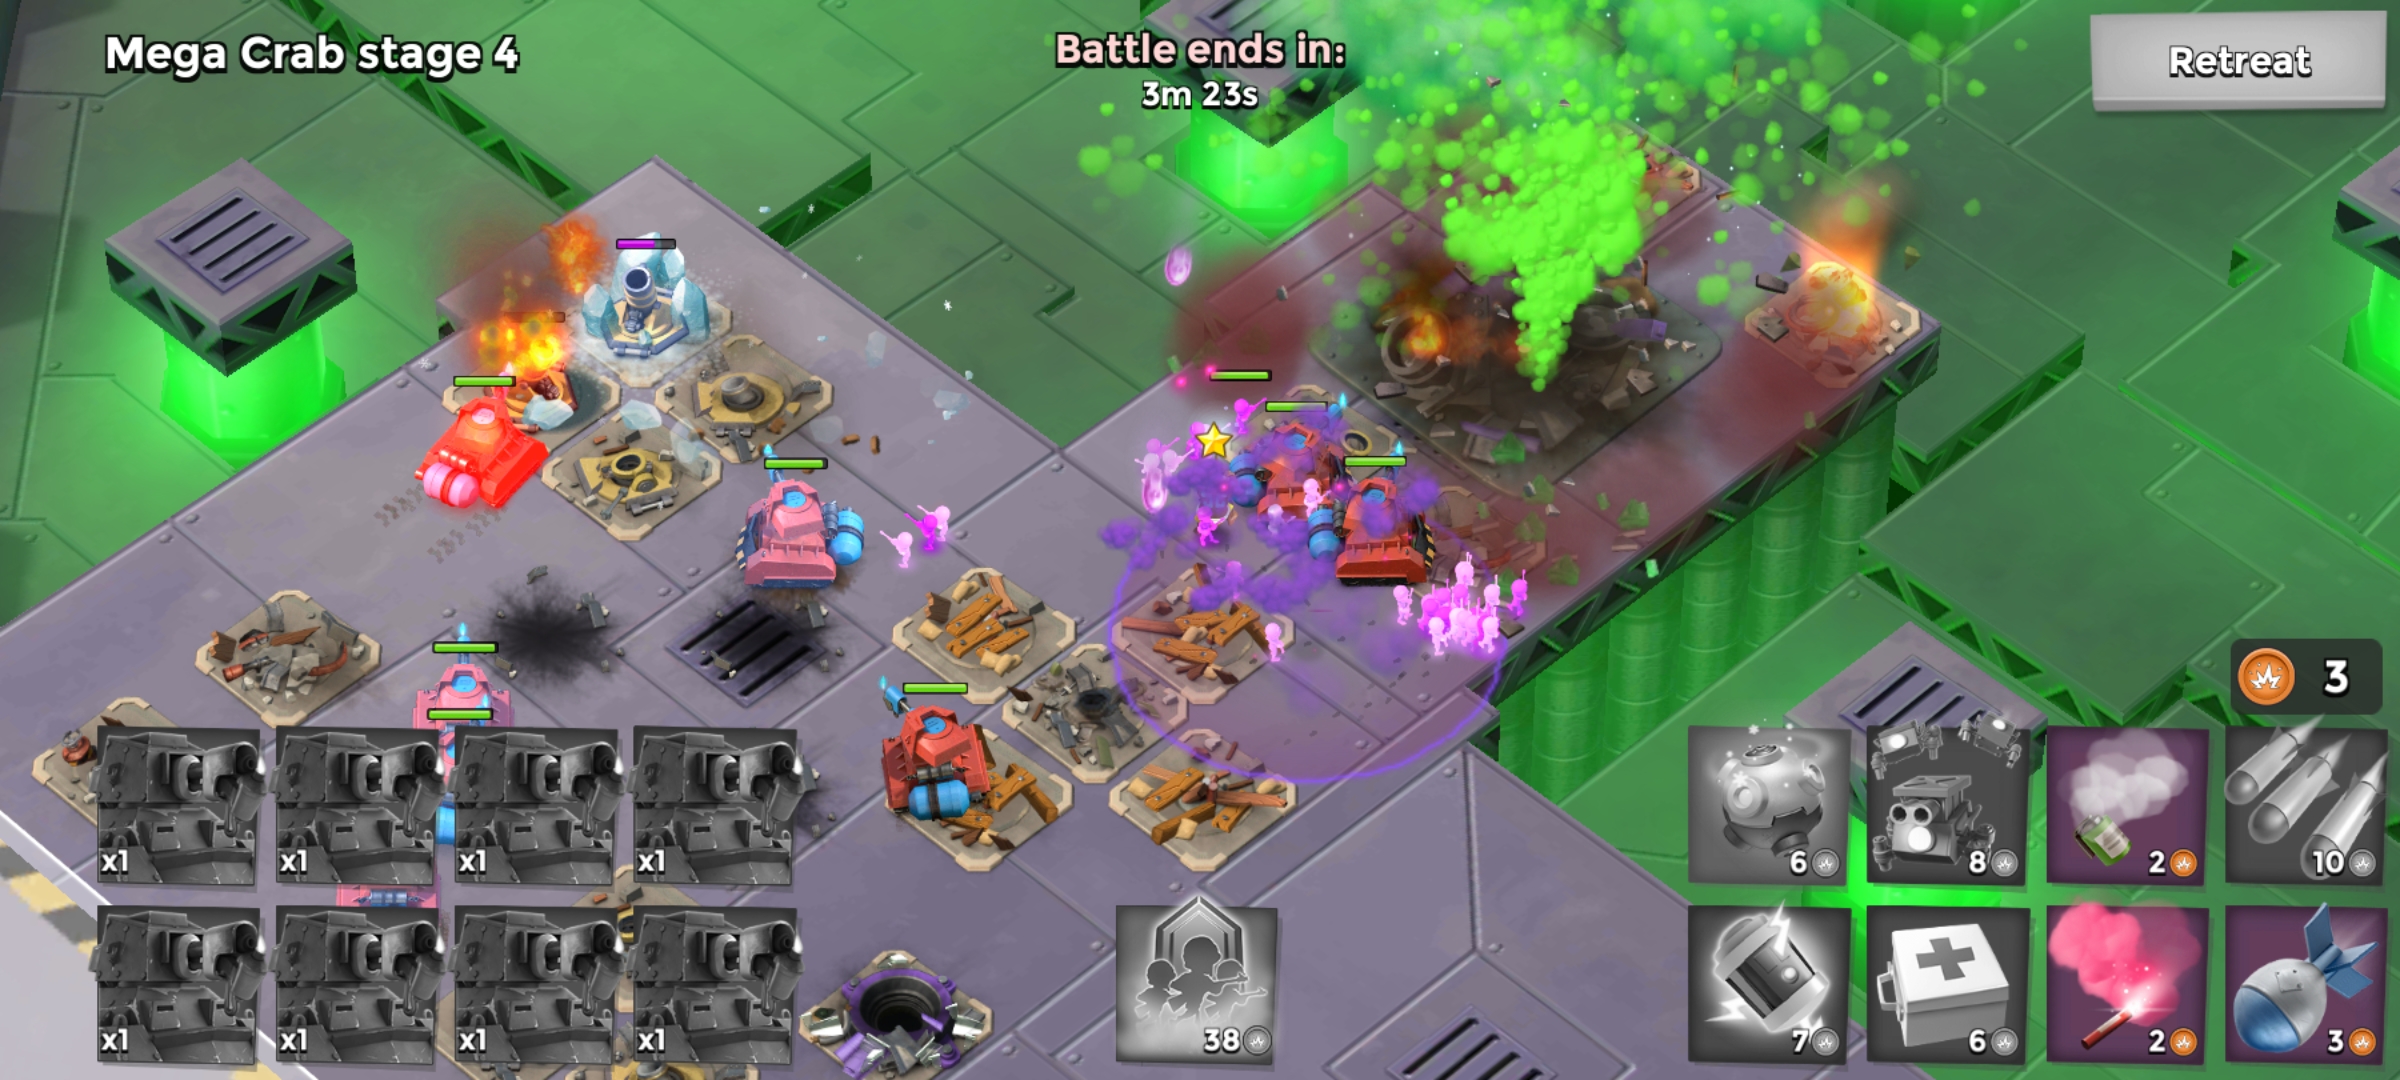 Mega Crab stage 4
Battle ends in:
3m 23s
Retreat
3
x1
x1
x1
x1
6
8
2
10
x1
x1
x1
x1
38
7
6
2
3